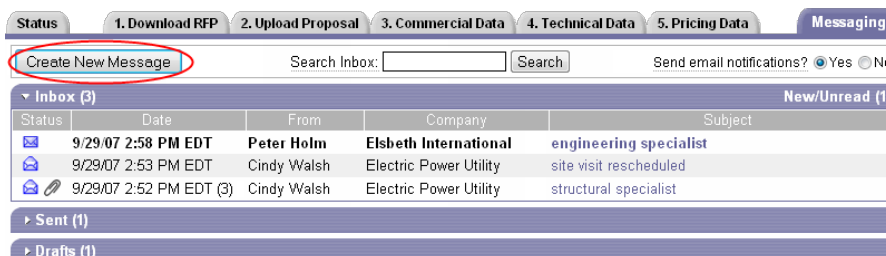 Status 1. Download RFP 2. Upload Proposal 3. Commercial Data 4. Technical Data 5. Pricing Data Messaging
Create New Message Search Inbox: Search Send email notifications? Yes
Inbox (3) New/Unread (1
Status Date From Company Subject
9/29/07 2:58 PM EDT Peter Holm Elsbeth International engineering specialist
9/29/07 2:53 PM EDT Cindy Walsh Electric Power Utility site visit rescheduled
9/29/07 2:52 PM EDT (3) Cindy Walsh Electric Power Utility structural specialist
Sent (1)
Drafts (1)